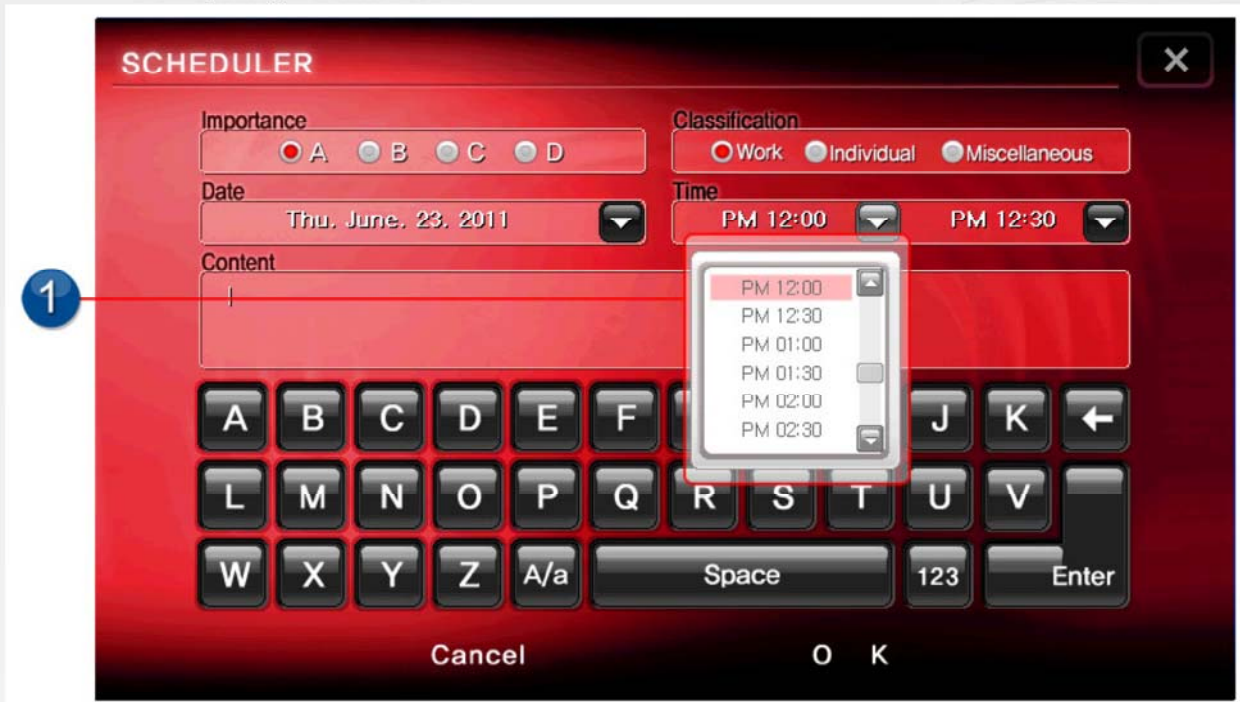 SCHEDULER
Importance
A B C D
Classification
Work Individual Miscellaneous
Date
Thu. June. 23. 2011
Time
PM 12:00 PM 12:30
Content
1
PM 12:00
PM 12:30
PM 01:00
PM 01:30
PM 02:00
PM 02:30
A B C D E F J K
L M N O P Q R S T U V
W X Y Z A/a Space 123 Enter
Cancel O K